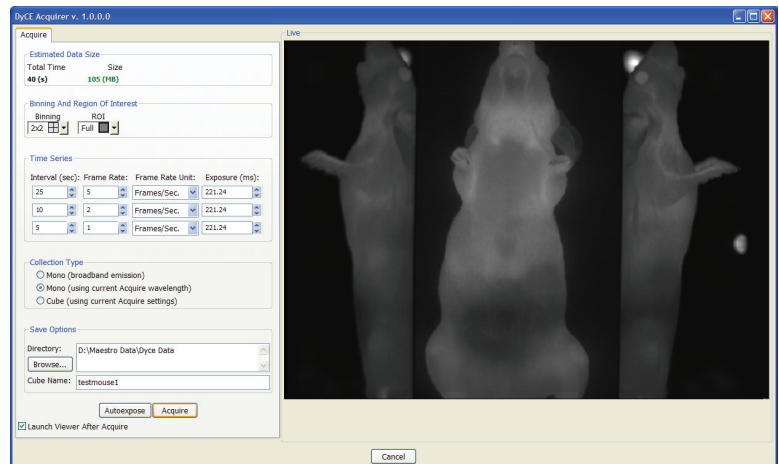 DyCE Acquirer v. 1.0.0.0
Acquire
Estimated Data Size
Total Time Size
40 (s) 105 (MB)
Binning And Region Of Interest
Binning ROI
2x2 Full
Time Series
Interval (sec): Frame Rate: Frame Rate Unit: Exposure (ms):
25 5 Frames/Sec. 221.24
10 2 Frames/Sec. 221.24
5 1 Frames/Sec. 221.24
Collection Type
Mono (broadband emission)
Mono (using current Acquire wavelength)
Cube (using current Acquire settings)
Save Options
Directory: D:\Maestro Data\Dyce Data
Browse...
Cube Name: testmouse1
Autoexpose Acquire
Launch Viewer After Acquire
Live
Cancel